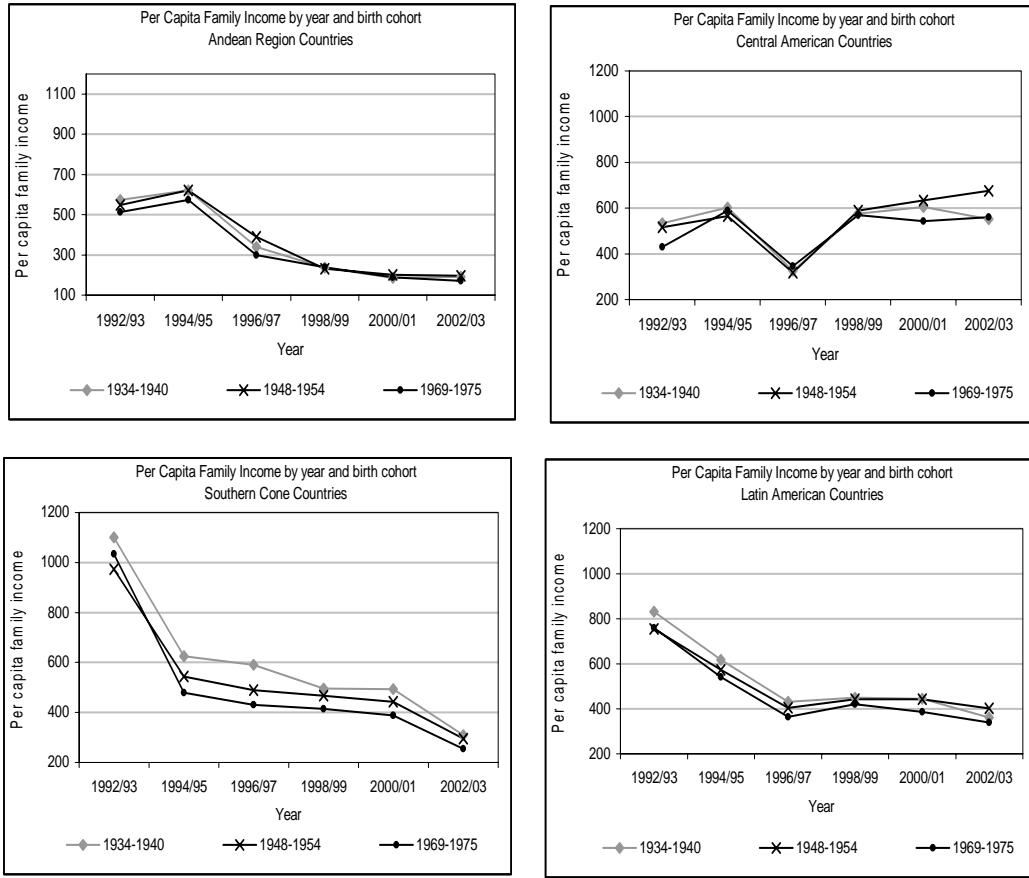 Per Capita Family Income by year and birth cohort
Andean Region Countries
Per capita family income
1100
900
700
500
300
100
1992/93 1994/95 1996/97 1998/99 2000/01 2002/03
Year
1934-1940 1948-1954 1969-1975
Per Capita Family Income by year and birth cohort
Central American Countries
Per capita family income
1200
1000
800
600
400
200
1992/93 1994/95 1996/97 1998/99 2000/01 2002/03
Year
1934-1940 1948-1954 1969-1975
Per Capita Family Income by year and birth cohort
Southern Cone Countries
Per capita family income
1200
1000
800
600
400
200
1992/93 1994/95 1996/97 1998/99 2000/01 2002/03
Year
1934-1940 1948-1954 1969-1975
Per Capita Family Income by year and birth cohort
Latin American Countries
Per capita family income
1200
1000
800
600
400
200
1992/93 1994/95 1996/97 1998/99 2000/01 2002/03
Year
1934-1940 1948-1954 1969-1975